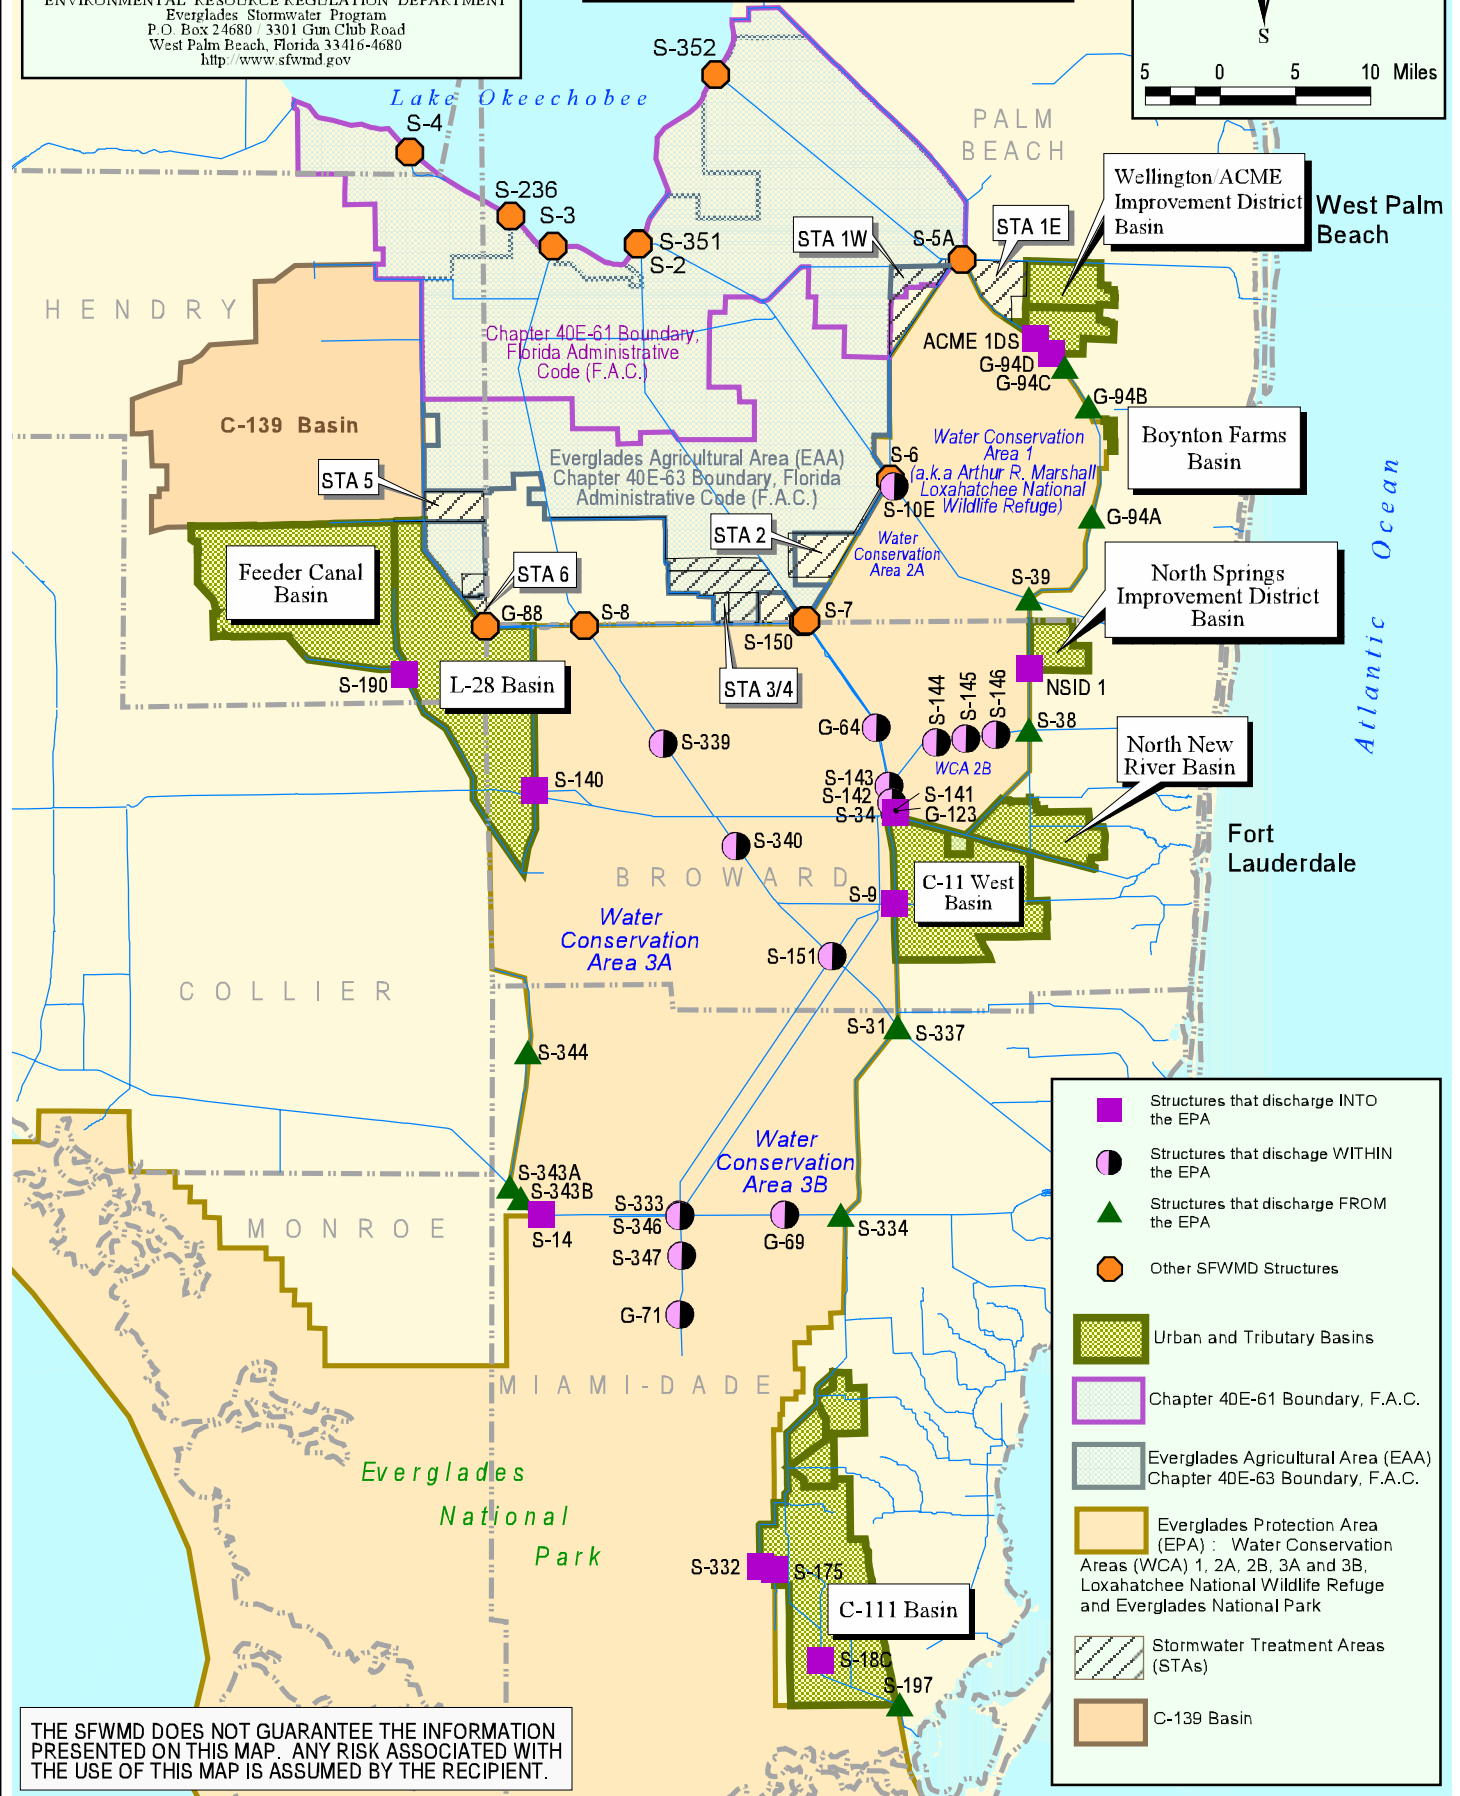 ENVIRONMENTAL RESOURCE REGULATION DEPARTMENT
Everglades Stormwater Program
P.O. Box 24680 / 3301 Gun Club Road
West Palm Beach, Florida 33416-4680
http://www.sfwmd.gov
S
5 0 5 10 Miles
Lake Okeechobee
S-352
S-4
S-236
S-3
S-351
S-2
PALM
BEACH
STA 1W
S-5A
STA 1E
Wellington/ACME
Improvement District
Basin
West Palm
Beach
HENDRY
Chapter 40E-61 Boundary,
Florida Administrative
Code (F.A.C.)
ACME 1DS
G-94D
G-94C
G-94B
C-139 Basin
Boynton Farms
Basin
STA 5
Everglades Agricultural Area (EAA)
Chapter 40E-63 Boundary, Florida
Administrative Code (F.A.C.)
S-6
Water Conservation
Area 1
(a.k.a Arthur R. Marshall
Loxahatchee National
Wildlife Refuge)
S-10E
G-94A
Atlantic Ocean
STA 2
Water
Conservation
Area 2A
Feeder Canal
Basin
STA 6
S-39
North Springs
Improvement District
Basin
G-88
S-8
S-7
S-150
S-190
L-28 Basin
STA 3/4
NSID 1
S-144
S-145
S-146
G-64
S-38
S-339
WCA 2B
North New
River Basin
S-140
S-143
S-142
S-141
S-34
G-123
S-340
Fort
Lauderdale
BROWARD
S-9
C-11 West
Basin
Water
Conservation
Area 3A
S-151
COLLIER
S-31
S-337
S-344
Water
Conservation
Area 3B
S-343A
S-343B
S-333
S-346
S-14
G-69
S-334
MONROE
S-347
G-71
MIAMI-DADE
Everglades
National
Park
S-332
S-175
C-111 Basin
S-18C
S-197
Structures that discharge INTO
the EPA
Structures that dischage WITHIN
the EPA
Structures that discharge FROM
the EPA
Other SFWMD Structures
Urban and Tributary Basins
Chapter 40E-61 Boundary, F.A.C.
Everglades Agricultural Area (EAA)
Chapter 40E-63 Boundary, F.A.C.
Everglades Protection Area
(EPA) : Water Conservation
Areas (WCA) 1, 2A, 2B, 3A and 3B,
Loxahatchee National Wildlife Refuge
and Everglades National Park
Stormwater Treatment Areas
(STAs)
C-139 Basin
THE SFWMD DOES NOT GUARANTEE THE INFORMATION
PRESENTED ON THIS MAP. ANY RISK ASSOCIATED WITH
THE USE OF THIS MAP IS ASSUMED BY THE RECIPIENT.